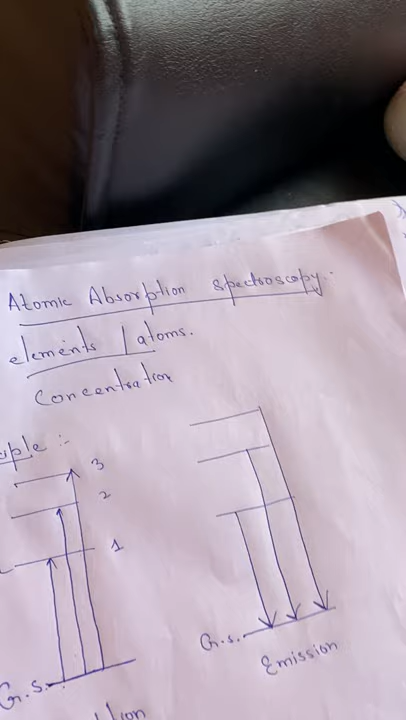 Atomic Absorption spectroscopy.
elements / atoms.
Concentration
:-
3
2
1
G.s.
G.s.
Emission